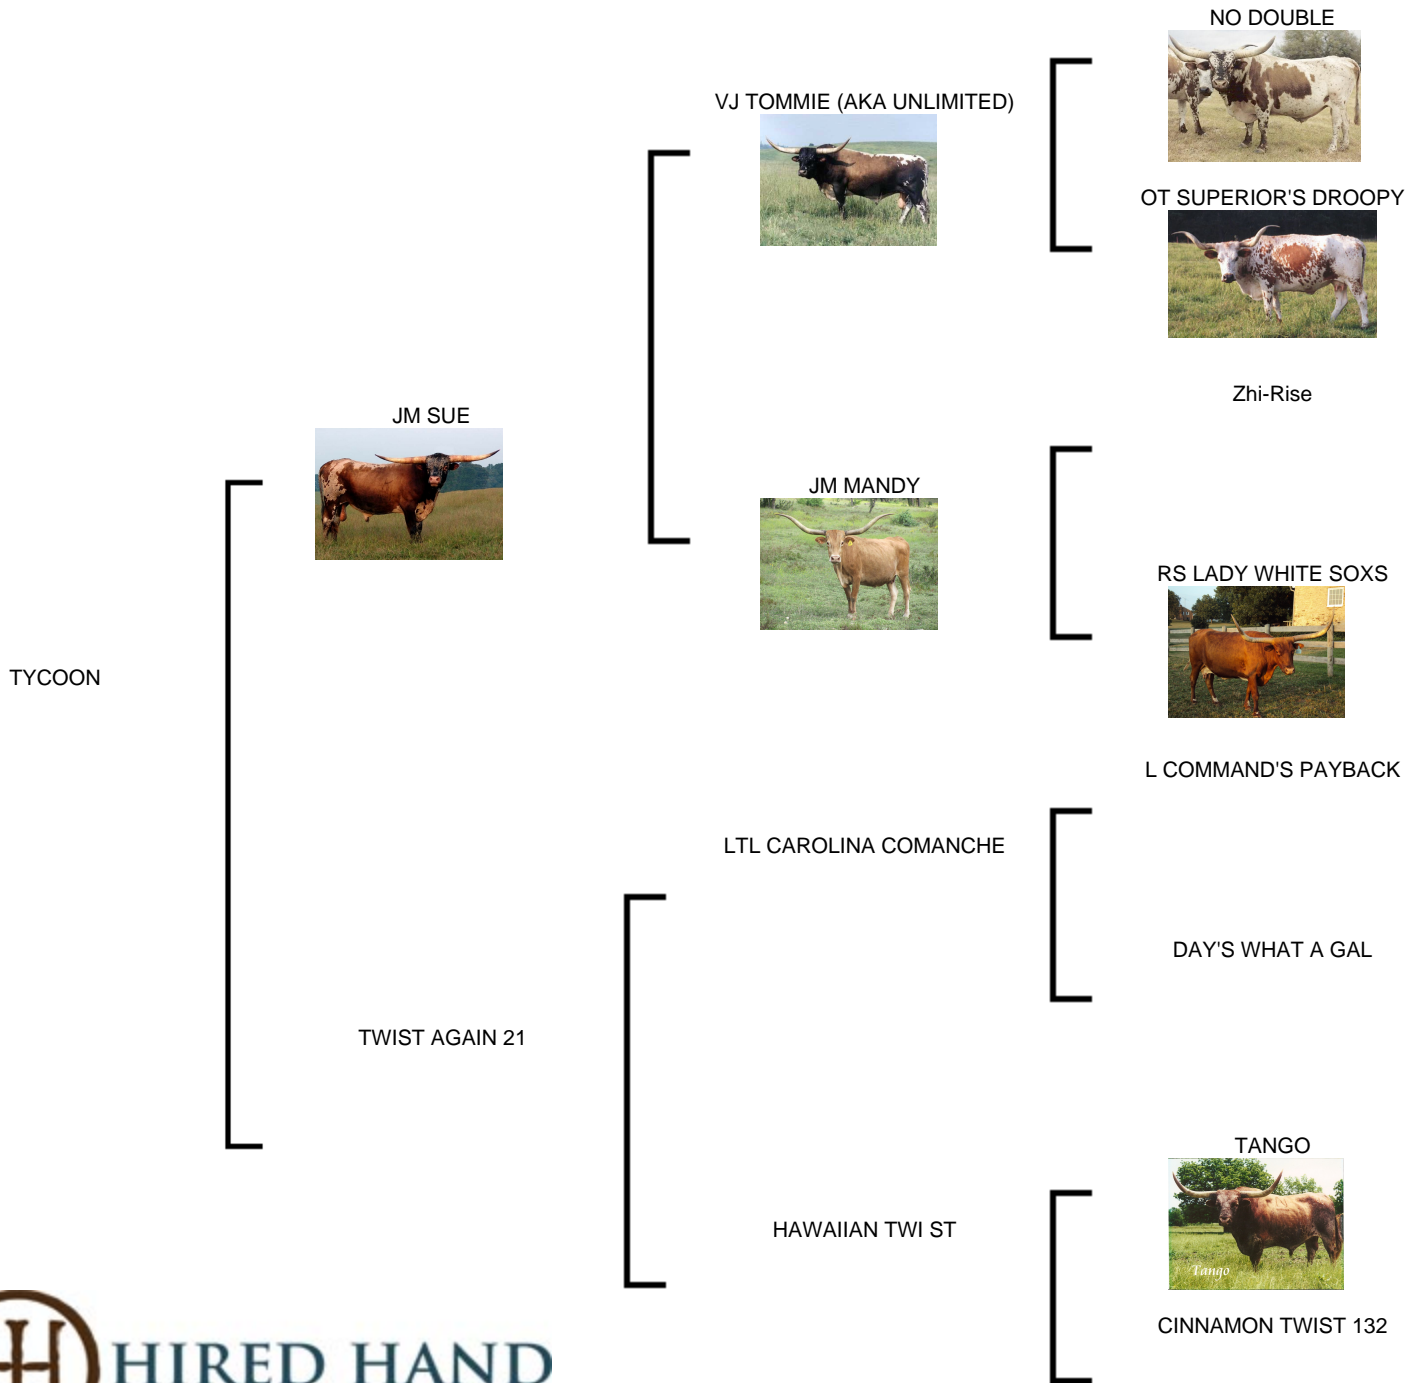 NO DOUBLE
VJ TOMMIE (AKA UNLIMITED)
OT SUPERIOR'S DROOPY
Zhi-Rise
JM SUE
JM MANDY
RS LADY WHITE SOXS
TYCOON
L COMMAND'S PAYBACK
LTL CAROLINA COMANCHE
DAY'S WHAT A GAL
TWIST AGAIN 21
TANGO
HAWAIIAN TWI ST
Tango
CINNAMON TWIST 132
H HIRED HAND